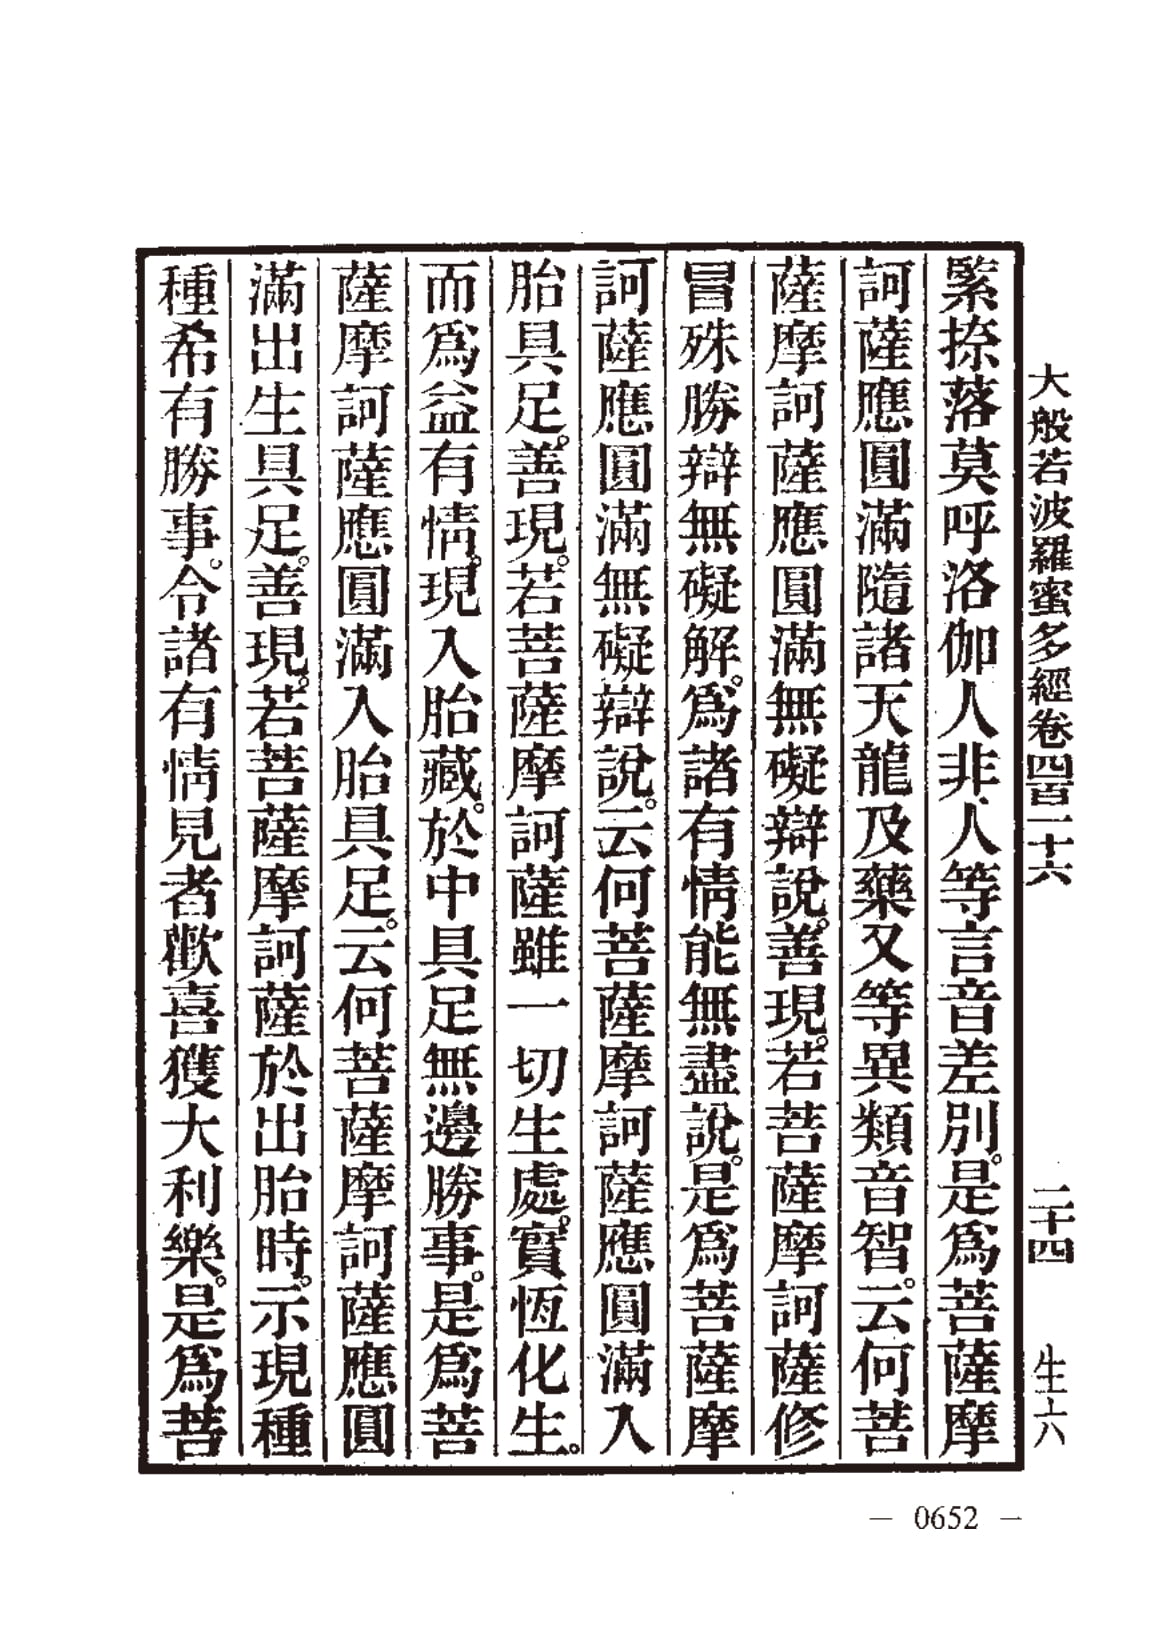 大般若波羅蜜多經卷四百一十六　二十四　生六
緊捺落莫呼洛伽人非人等言音差別。是爲菩薩摩
訶薩應圓滿隨諸天龍及藥叉等異類音智。云何菩
薩摩訶薩應圓滿無礙辯說。善現。若菩薩摩訶薩修
習殊勝辯無礙解。爲諸有情能無盡說。是爲菩薩摩
訶薩應圓滿無礙辯說。云何菩薩摩訶薩應圓滿入
胎具足。善現。若菩薩摩訶薩雖一切生處。實恆化生。
而爲益有情。現入胎藏。於中具足無邊勝事。是爲菩
薩摩訶薩應圓滿入胎具足。云何菩薩摩訶薩應圓
滿出生具足。善現。若菩薩摩訶薩於出胎時。示現種
種希有勝事。令諸有情見者歡喜獲大利樂。是爲菩
— 0652 —